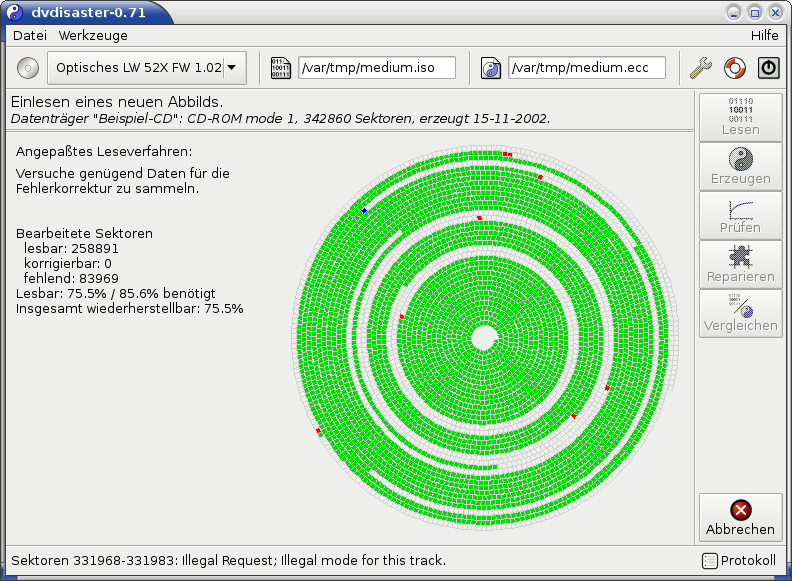 dvdisaster-0.71
Datei Werkzeuge Hilfe
Optisches LW 52X FW 1.02 /var/tmp/medium.iso /var/tmp/medium.ecc
Einlesen eines neuen Abbilds.
Datenträger "Beispiel-CD": CD-ROM mode 1, 342860 Sektoren, erzeugt 15-11-2002.
Angepaßtes Leseverfahren:
Versuche genügend Daten für die
Fehlerkorrektur zu sammeln.
Bearbeitete Sektoren
lesbar: 258891
korrigierbar: 0
fehlend: 83969
Lesbar: 75.5% / 85.6% benötigt
Insgesamt wiederherstellbar: 75.5%
01110
10011
00111
Lesen
Erzeugen
Prüfen
Reparieren
Vergleichen
Abbrechen
Sektoren 331968-331983: Illegal Request; Illegal mode for this track. Protokoll